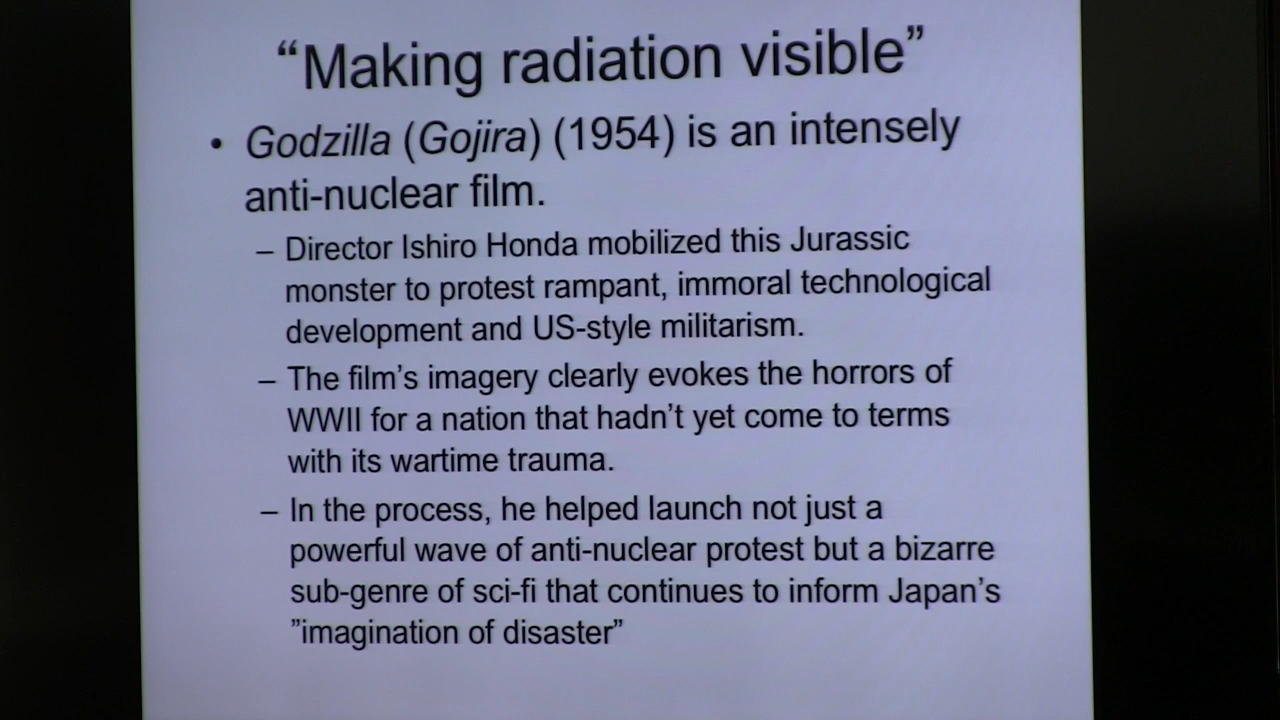 “Making radiation visible”
• Godzilla (Gojira) (1954) is an intensely
anti-nuclear film.
– Director Ishiro Honda mobilized this Jurassic
monster to protest rampant, immoral technological
development and US-style militarism.
– The film’s imagery clearly evokes the horrors of
WWII for a nation that hadn’t yet come to terms
with its wartime trauma.
– In the process, he helped launch not just a
powerful wave of anti-nuclear protest but a bizarre
sub-genre of sci-fi that continues to inform Japan’s
”imagination of disaster”